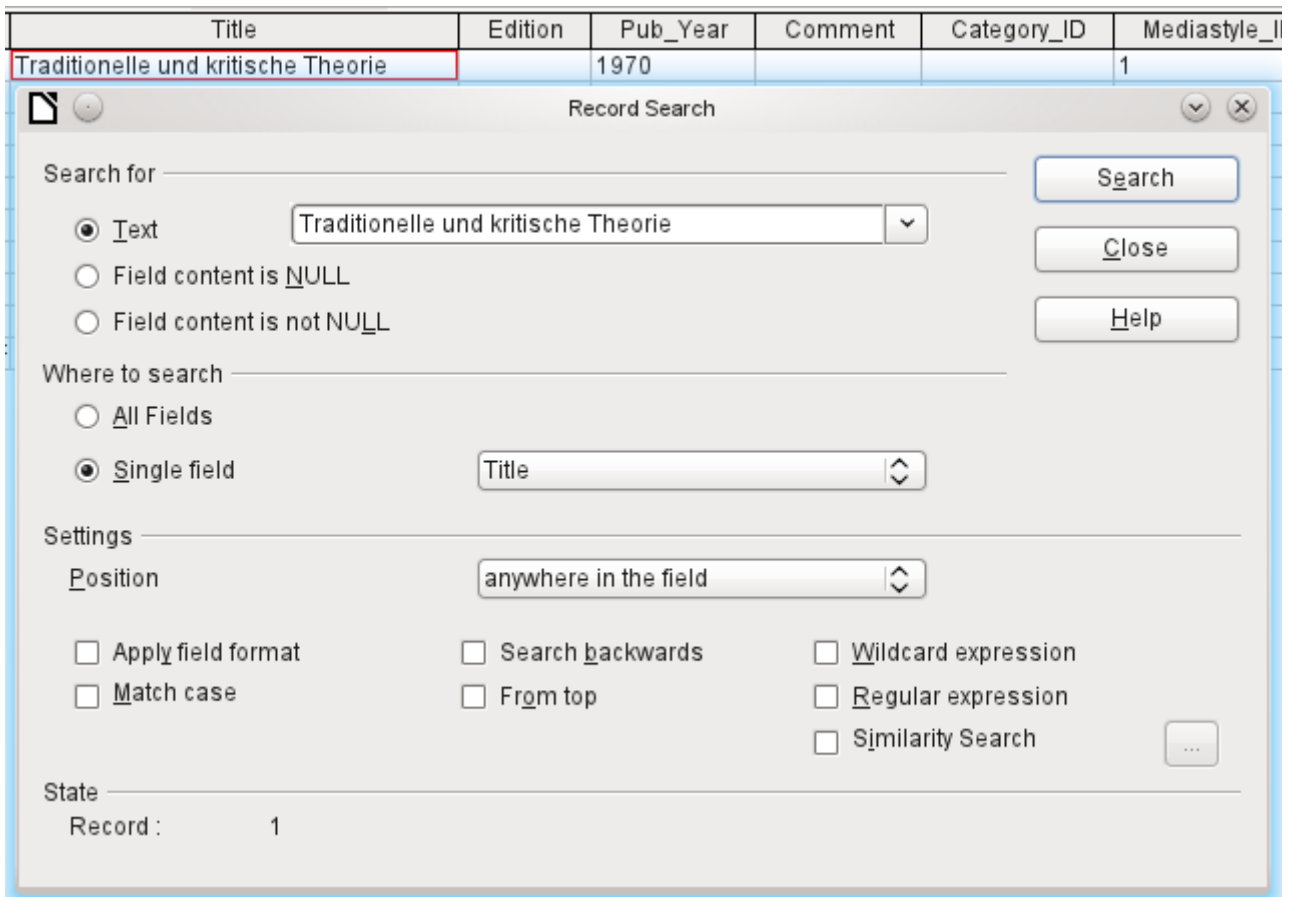 Title Edition Pub_Year Comment Category_ID Mediastyle_I
Traditionelle und kritische Theorie 1970 1
Record Search
Search for
Search
Text Traditionelle und kritische Theorie
Close
Field content is NULL
Field content is not NULL
Help
Where to search
All Fields
Single field Title
Settings
Position anywhere in the field
Apply field format Search backwards Wildcard expression
Match case From top Regular expression
Similarity Search ...
State
Record : 1